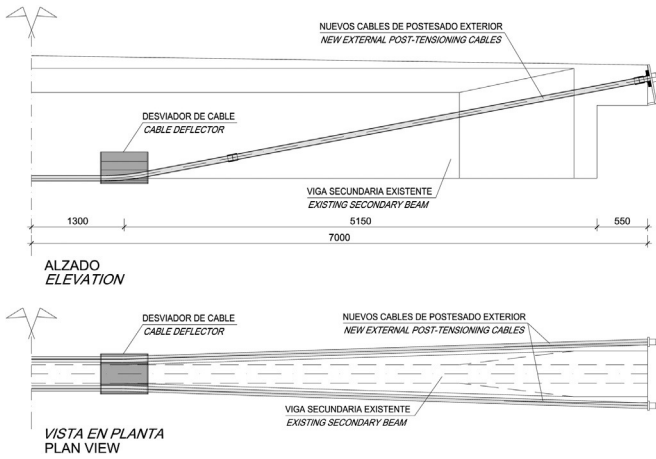 NUEVOS CABLES DE POSTESADO EXTERIOR
NEW EXTERNAL POST-TENSIONING CABLES
DESVIADOR DE CABLE
CABLE DEFLECTOR
VIGA SECUNDARIA EXISTENTE
EXISTING SECONDARY BEAM
1300
5150
550
7000
ALZADO
ELEVATION
DESVIADOR DE CABLE
CABLE DEFLECTOR
NUEVOS CABLES DE POSTESADO EXTERIOR
NEW EXTERNAL POST-TENSIONING CABLES
VIGA SECUNDARIA EXISTENTE
EXISTING SECONDARY BEAM
VISTA EN PLANTA
PLAN VIEW